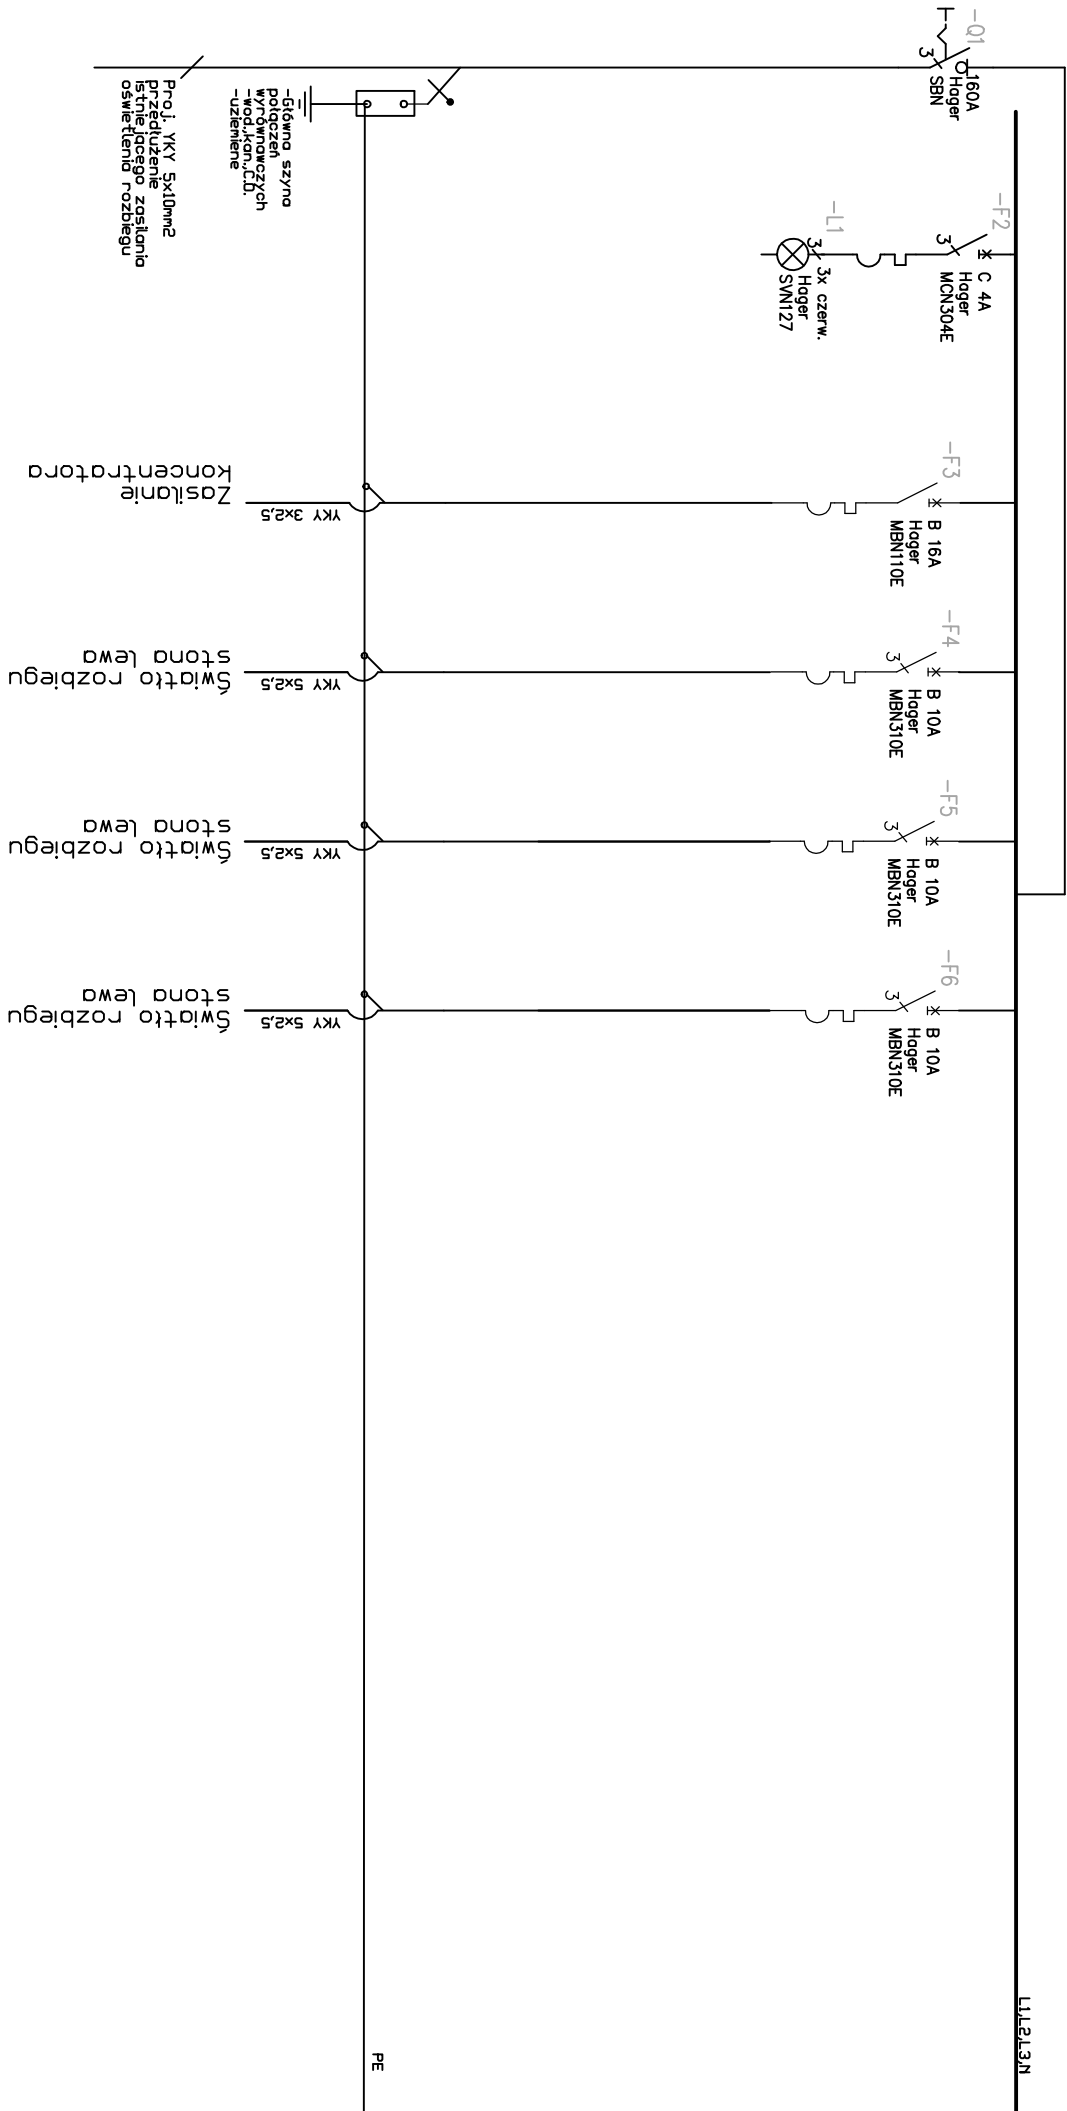 -Q1
160A
Hager
SBN
Proj. YKY 5x10mm2
przedłużenie
istniejącego zasilania
oświetlenia rozbiegu
-Główna szyna
połączeń
wyrównawczych
-wod.,kan.,C.O.
-uziemiene
-F2
C 4A
Hager
MCN304E
3
3
-L1
3
3x czerw.
Hager
SVN127
-F3
B 16A
Hager
MBN110E
YKY 3x2,5
Zasilanie
Koncentratora
-F4
3
B 10A
Hager
MBN310E
YKY 5x2,5
Światło rozbiegu
stona lewa
-F5
3
B 10A
Hager
MBN310E
YKY 5x2,5
Światło rozbiegu
stona lewa
-F6
3
B 10A
Hager
MBN310E
YKY 5x2,5
Światło rozbiegu
stona lewa
L1,L2,L3,N
PE